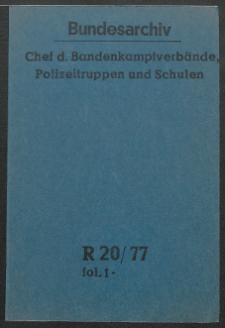 Bundesarchiv
Chef d. Bandenkampfverbände,
Polizeitruppen und Schulen
R 20/77
fol. 1-